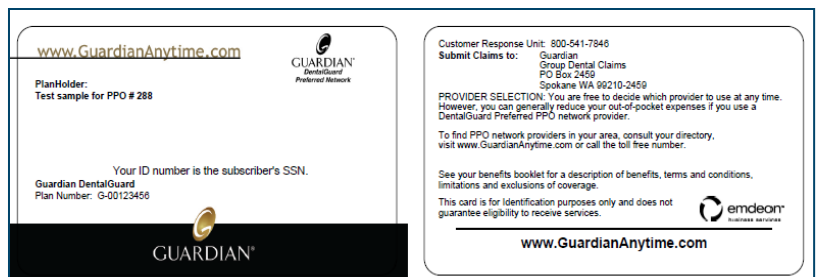 www.GuardianAnytime.com
GUARDIAN®
DentalGuard
Preferred Network
PlanHolder:
Test sample for PPO # 288
Your ID number is the subscriber's SSN.
Guardian DentalGuard
Plan Number: G-00123456
GUARDIAN®
Customer Response Unit: 800-541-7846
Submit Claims to: Guardian
Group Dental Claims
PO Box 2459
Spokane WA 99210-2459
PROVIDER SELECTION: You are free to decide which provider to use at any time.
However, you can generally reduce your out-of-pocket expenses if you use a
DentalGuard Preferred PPO network provider.
To find PPO network providers in your area, consult your directory,
visit www.GuardianAnytime.com or call the toll free number.
See your benefits booklet for a description of benefits, terms and conditions,
limitations and exclusions of coverage.
This card is for Identification purposes only and does not
guarantee eligibility to receive services.
emdeon
business services
www.GuardianAnytime.com